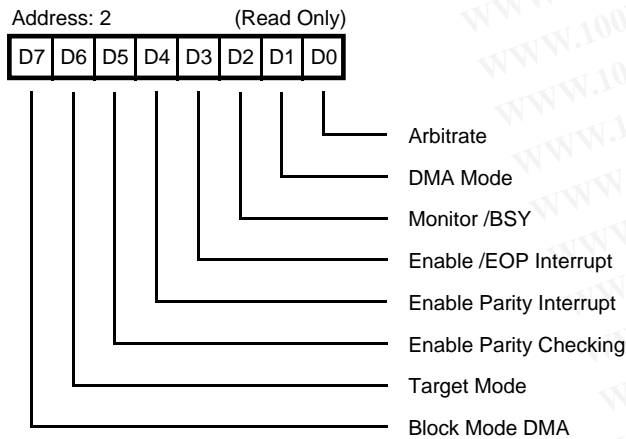 Address: 2 (Read Only)
D7 D6 D5 D4 D3 D2 D1 D0
Arbitrate
DMA Mode
Monitor /BSY
Enable /EOP Interrupt
Enable Parity Interrupt
Enable Parity Checking
Target Mode
Block Mode DMA